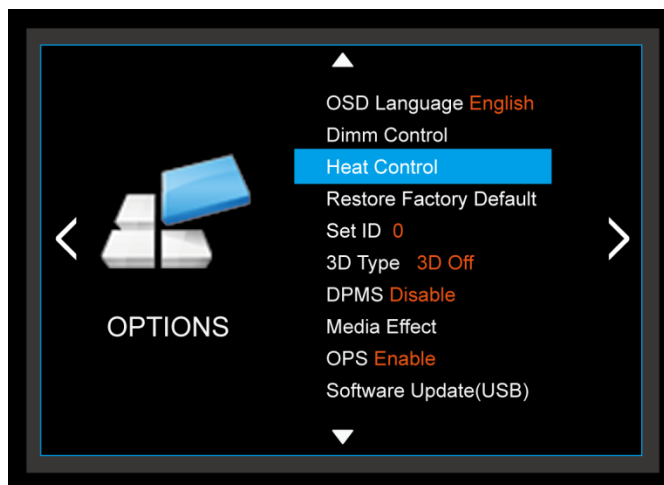 OSD Language English
Dimm Control
Heat Control
Restore Factory Default
Set ID 0
3D Type 3D Off
DPMS Disable
OPTIONS
Media Effect
OPS Enable
Software Update(USB)